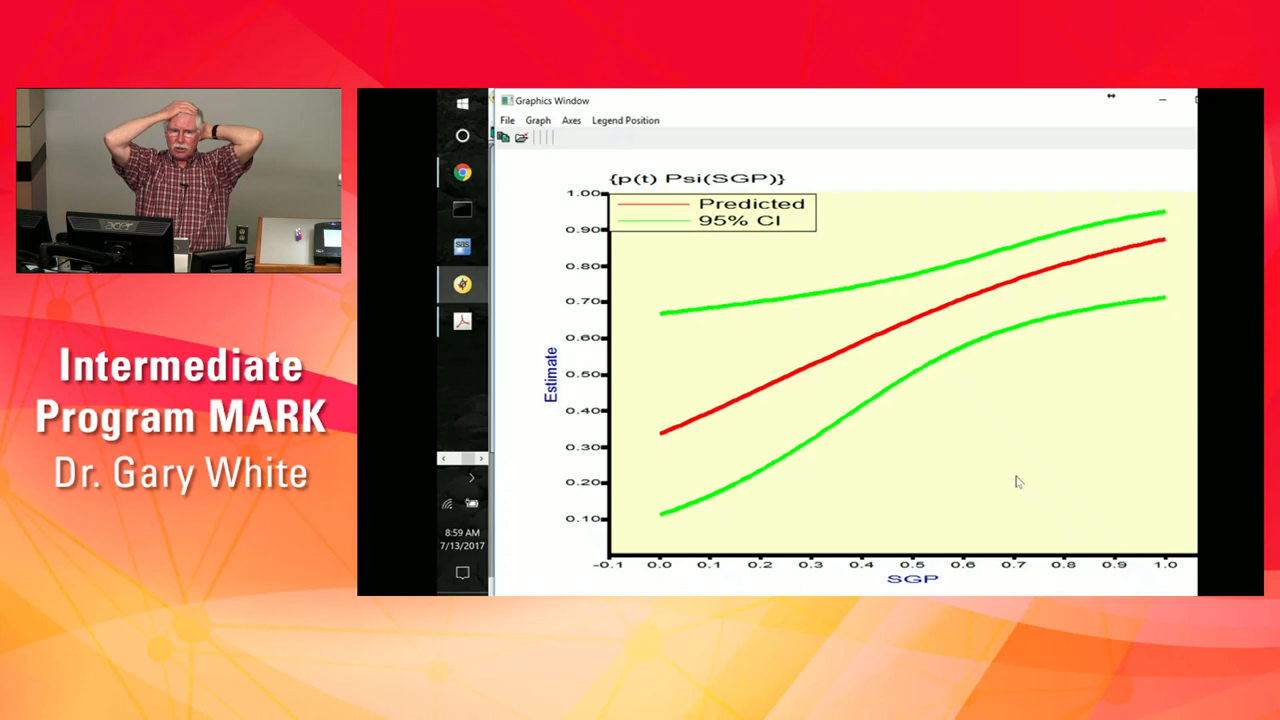 Graphics Window
File Graph Axes Legend Position
{p(t) Psi(SGP)}
Predicted
95% CI
1.00
0.90
0.80
0.70
0.60
0.50
0.40
0.30
0.20
0.10
Estimate
-0.1 0.0 0.1 0.2 0.3 0.4 0.5 0.6 0.7 0.8 0.9 1.0
SGP
sas
8:59 AM
7/13/2017
acer
Intermediate
Program MARK
Dr. Gary White